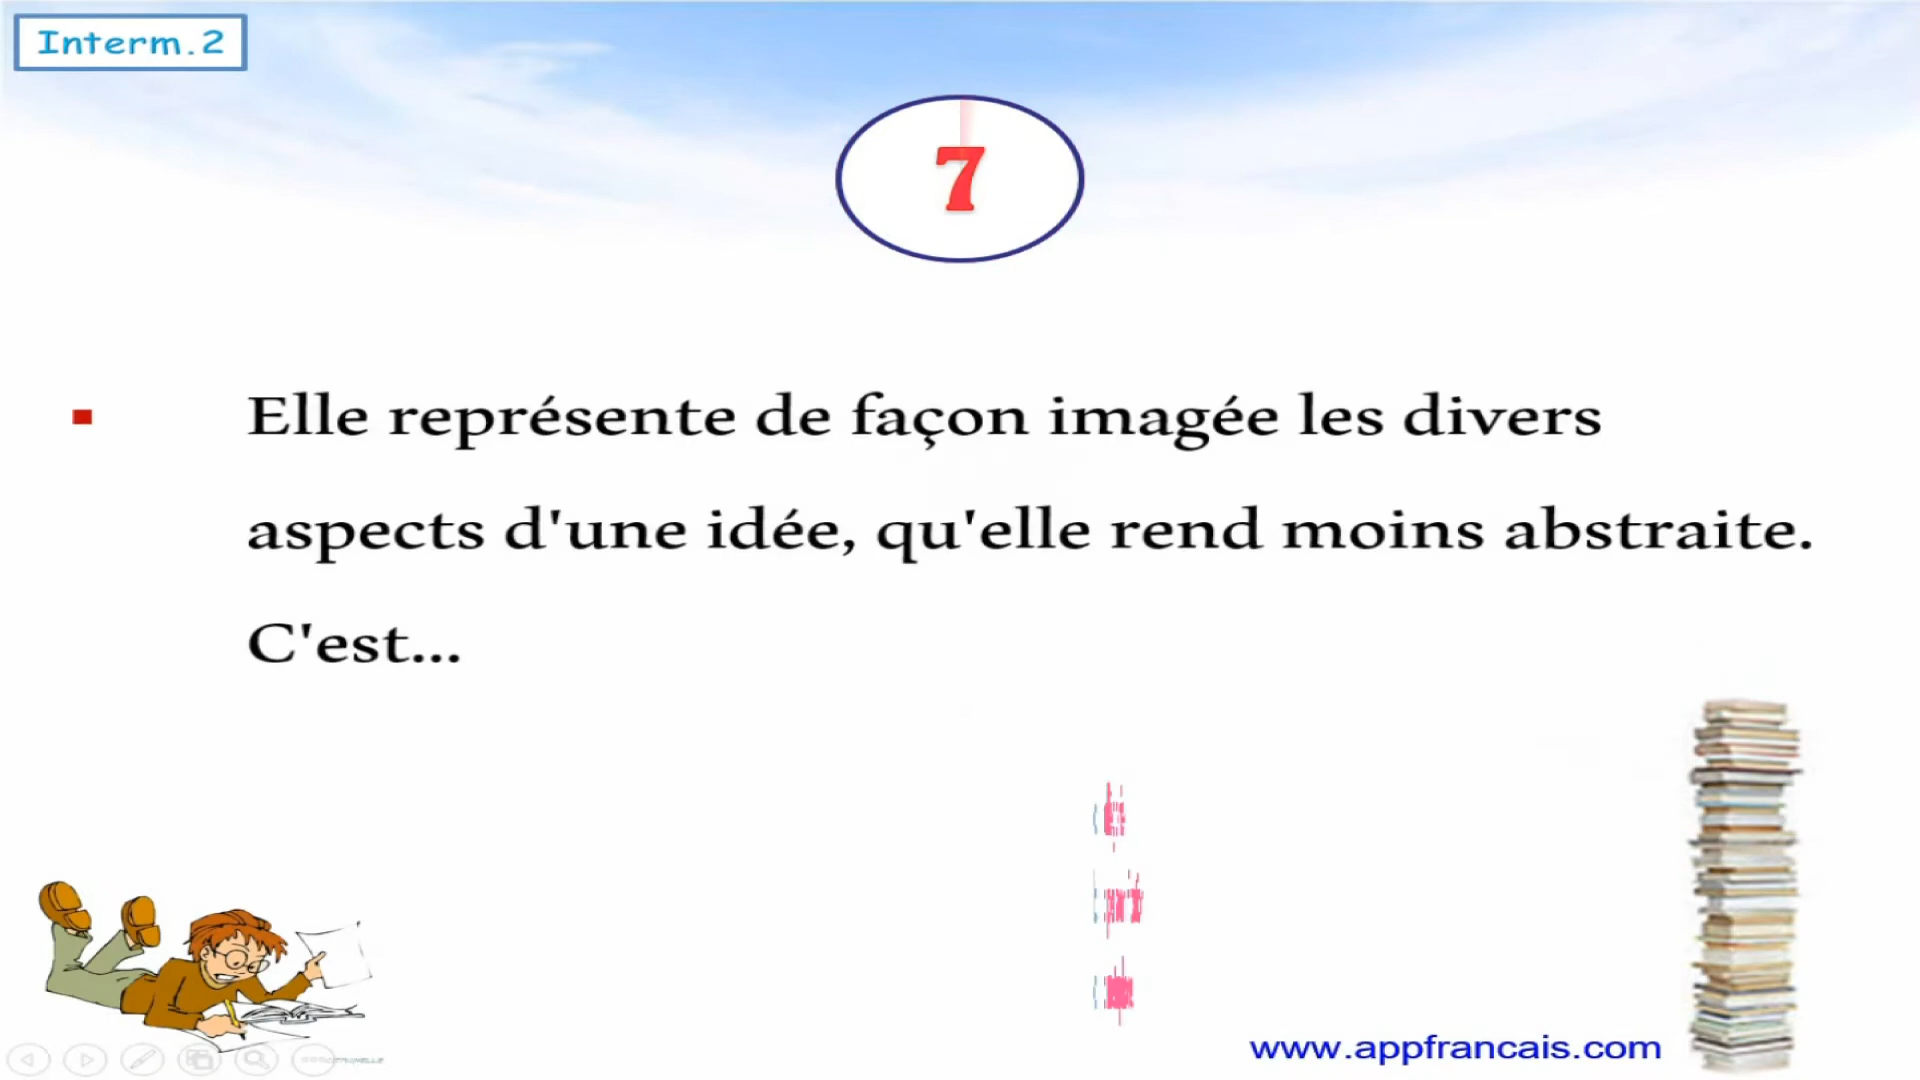 Interm.2
7
Elle représente de façon imagée les divers
aspects d'une idée, qu'elle rend moins abstraite.
C'est...
www.appfrancais.com